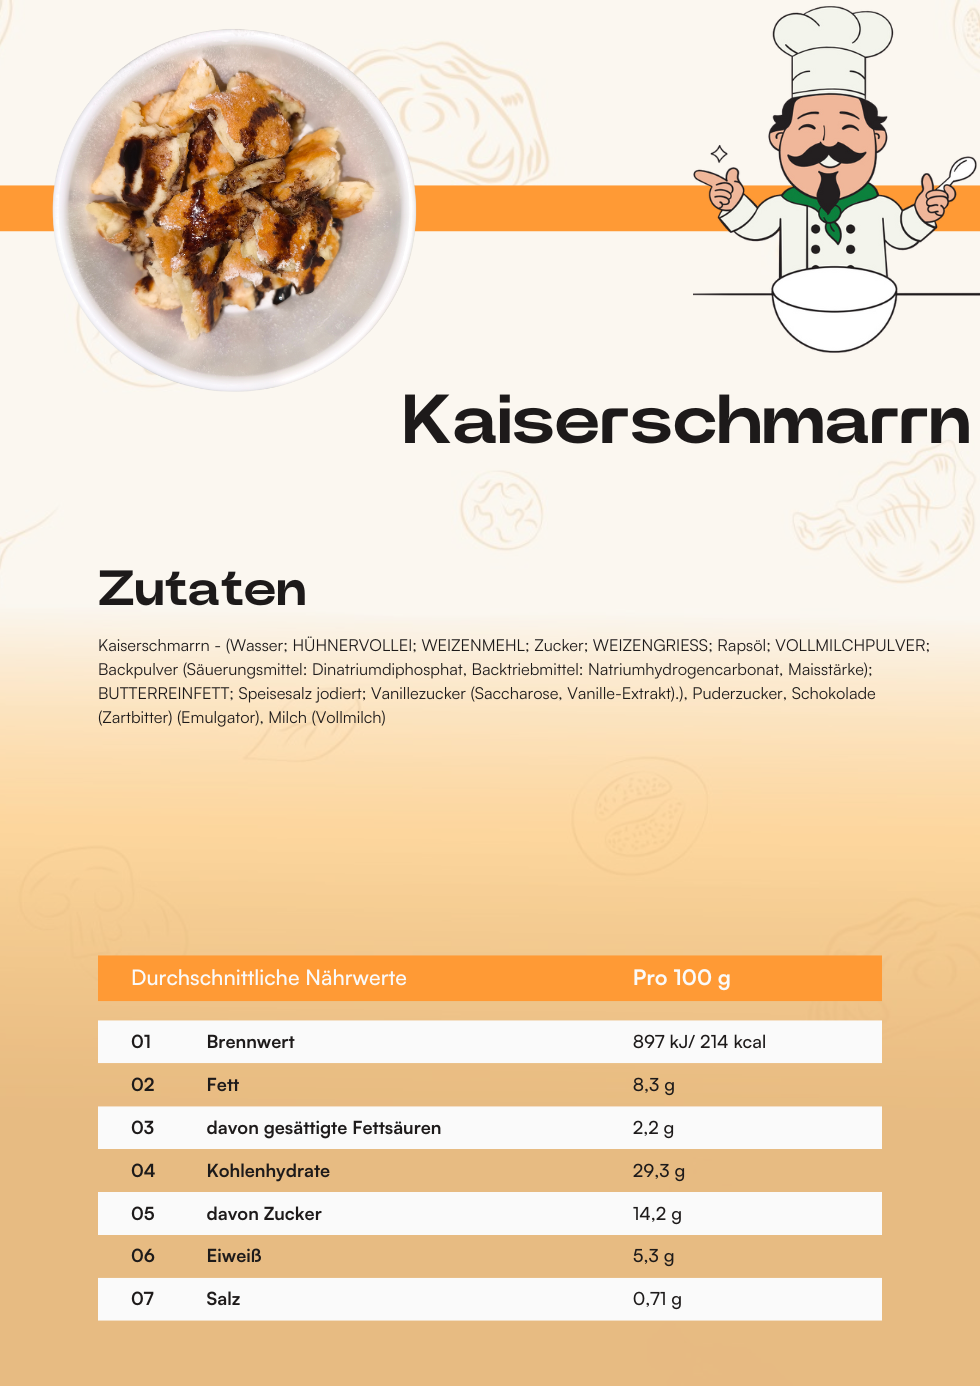 Kaiserschmarrn
Zutaten
Kaiserschmarrn - (Wasser; HÜHNERVOLLEI; WEIZENMEHL; Zucker; WEIZENGRIESS; Rapsöl; VOLLMILCHPULVER;
Backpulver (Säuerungsmittel: Dinatriumdiphosphat, Backtriebmittel: Natriumhydrogencarbonat, Maisstärke);
BUTTERREINFETT; Speisesalz jodiert; Vanillezucker (Saccharose, Vanille-Extrakt).), Puderzucker, Schokolade
(Zartbitter) (Emulgator), Milch (Vollmilch)
Durchschnittliche Nährwerte Pro 100 g
01 Brennwert 897 kJ/ 214 kcal
02 Fett 8,3 g
03 davon gesättigte Fettsäuren 2,2 g
04 Kohlenhydrate 29,3 g
05 davon Zucker 14,2 g
06 Eiweiß 5,3 g
07 Salz 0,71 g